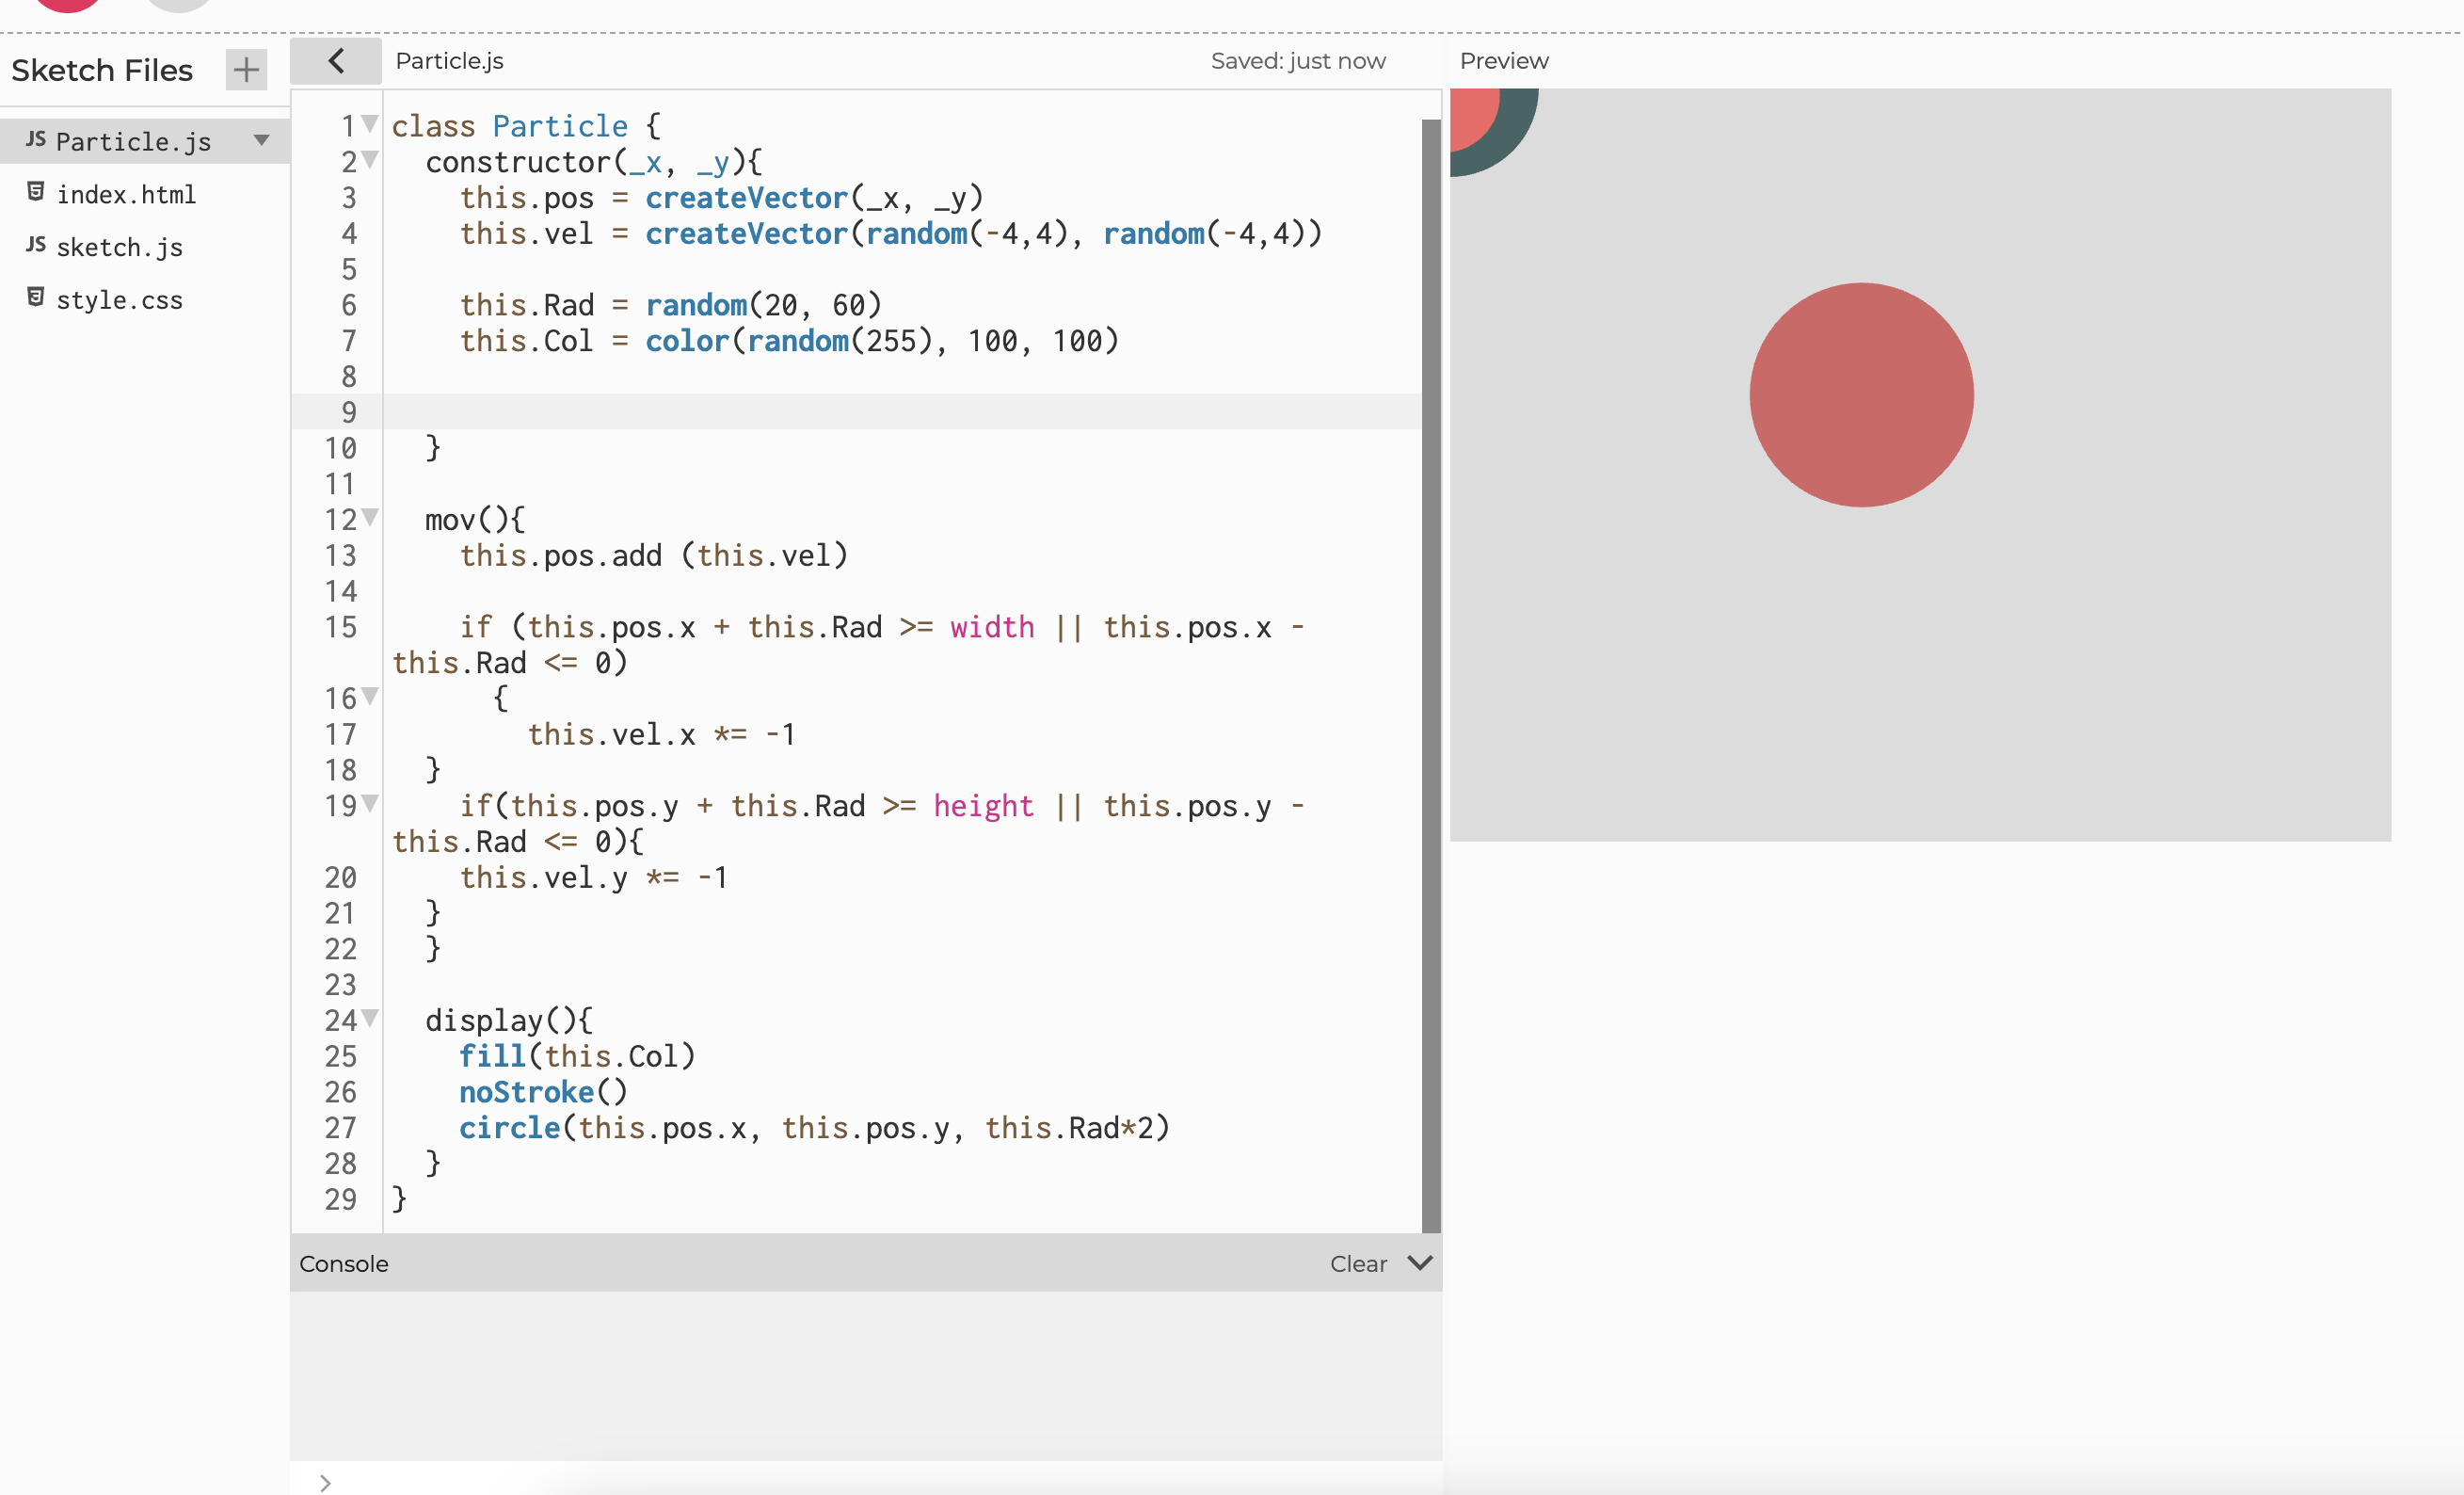 Sketch Files +
JS Particle.js
index.html
JS sketch.js
style.css
Particle.js
Saved: just now
1 class Particle {
2   constructor(_x, _y){
3     this.pos = createVector(_x, _y)
4     this.vel = createVector(random(-4,4), random(-4,4))
5
6     this.Rad = random(20, 60)
7     this.Col = color(random(255), 100, 100)
8
9
10   }
11
12   mov(){
13     this.pos.add (this.vel)
14
15     if (this.pos.x + this.Rad >= width || this.pos.x -
this.Rad <= 0)
16       {
17         this.vel.x *= -1
18   }
19     if(this.pos.y + this.Rad >= height || this.pos.y -
this.Rad <= 0){
20     this.vel.y *= -1
21   }
22   }
23
24   display(){
25     fill(this.Col)
26     noStroke()
27     circle(this.pos.x, this.pos.y, this.Rad*2)
28   }
29 }
Console
Clear
>
Preview